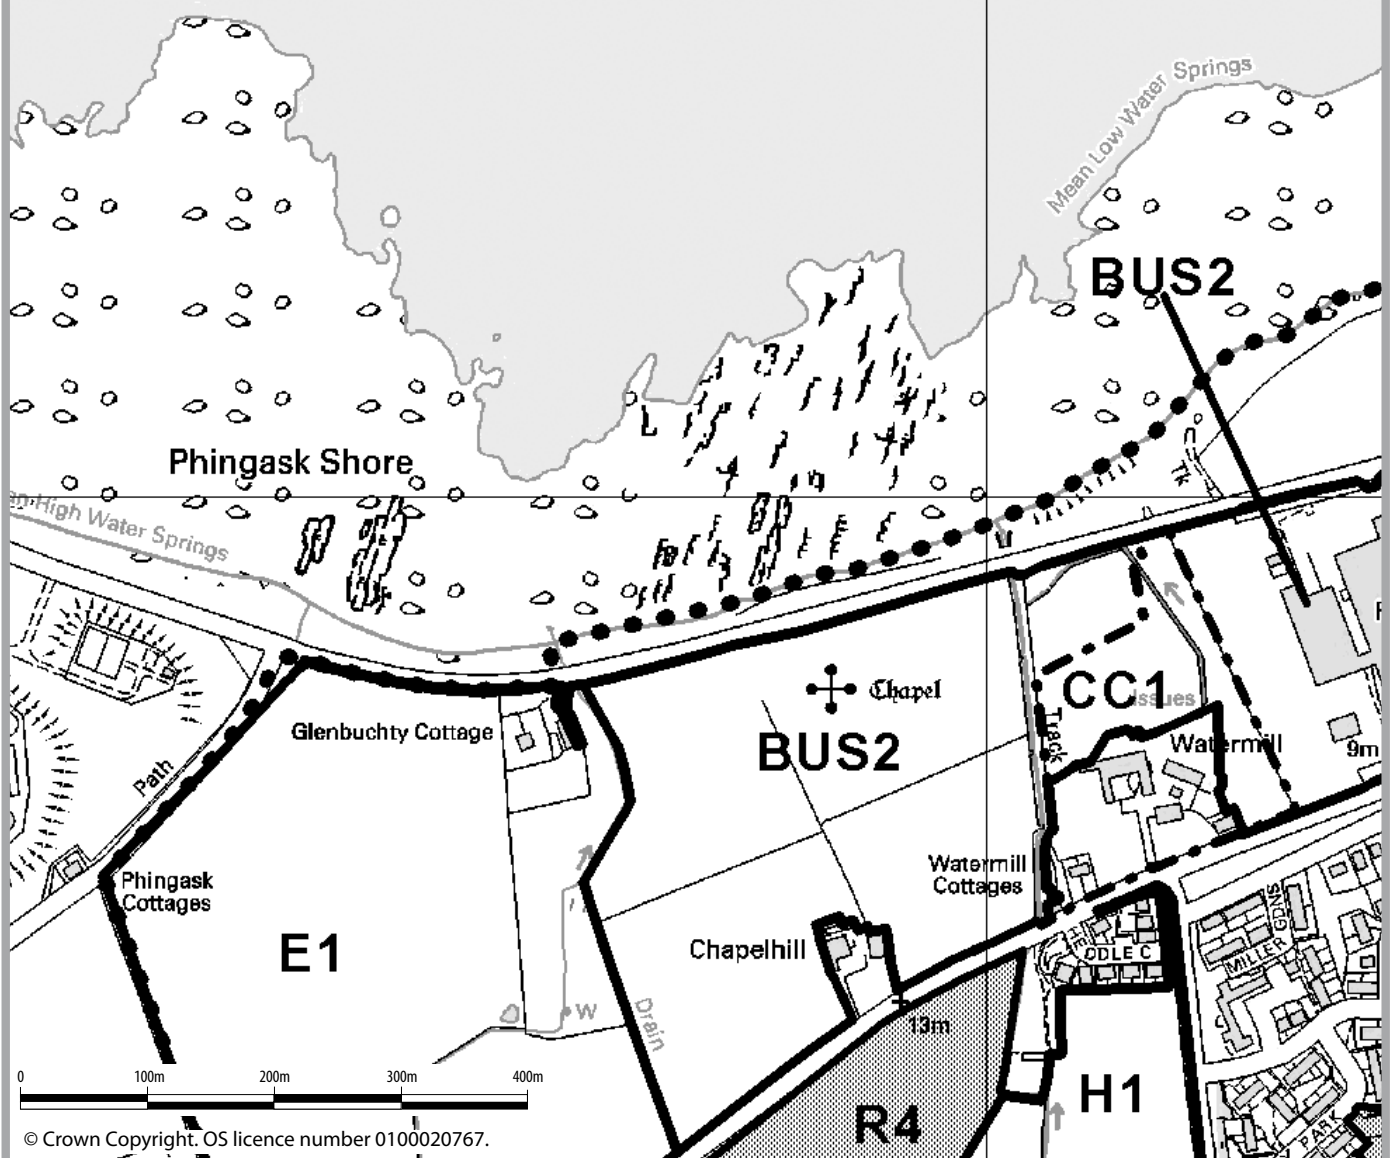 Mean Low Water Springs
BUS2
Phingask Shore
High Water Springs
Tk
Chapel
CC1
Issues
Glenbuchty Cottage
BUS2
Track
Watermill
9m
Path
Phingask
Cottages
Watermill
Cottages
E1
Chapelhill
MILLER GDNS
DLE C
W
Drain
13m
R4
H1
PARK
0 100m 200m 300m 400m
© Crown Copyright. OS licence number 0100020767.